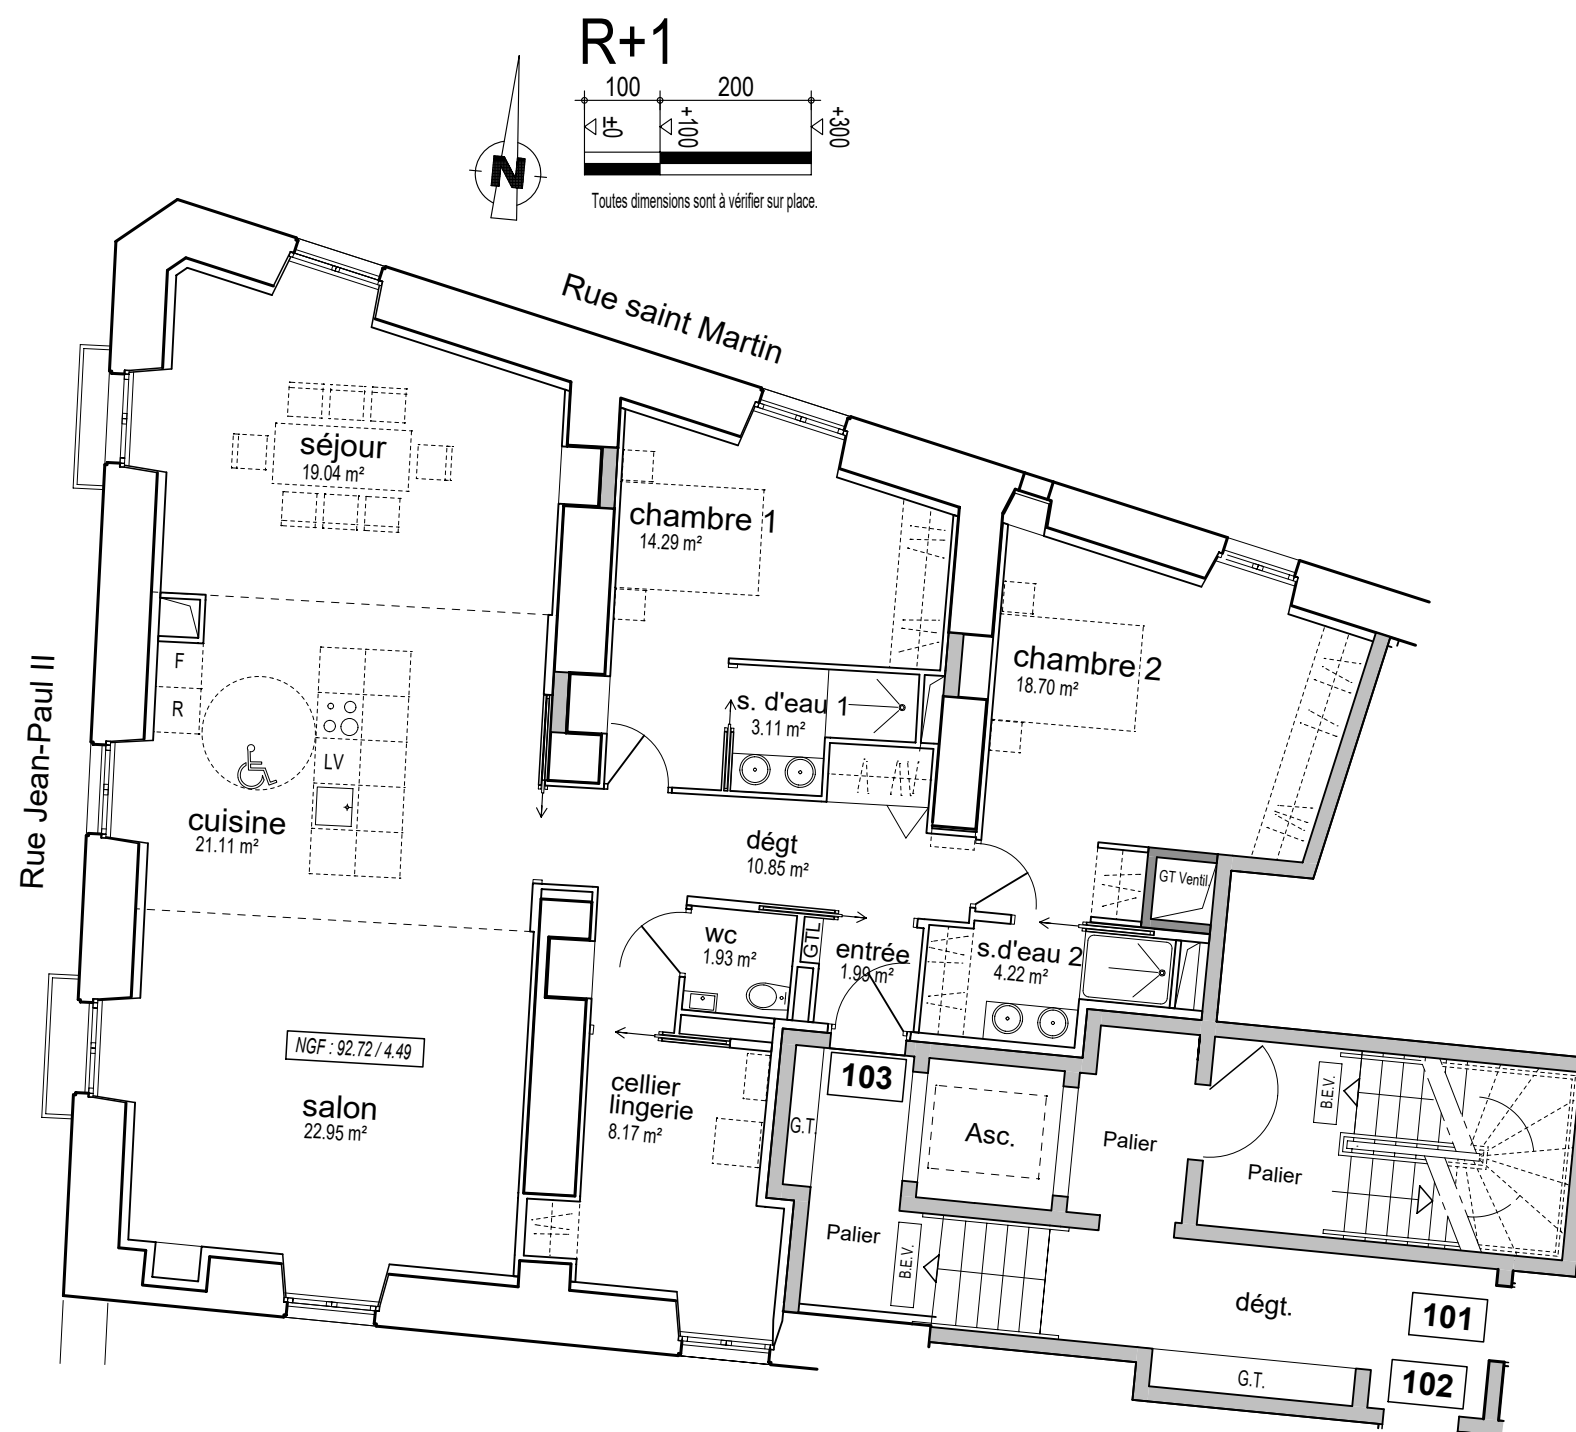 R+1
100
200
±0
+100
+300
N
Toutes dimensions sont à vérifier sur place.
Rue saint Martin
séjour
19.04 m²
chambre 1
14.29 m²
chambre 2
18.70 m²
F
R
LV
s. d'eau 1
3.11 m²
Rue Jean-Paul II
cuisine
21.11 m²
dégt
10.85 m²
GT Ventil.
wc
1.93 m²
GTL
entrée
1.99 m²
s.d'eau 2
4.22 m²
NGF : 92.72 / 4.49
salon
22.95 m²
cellier
lingerie
8.17 m²
103
G.T.
Asc.
Palier
B.E.V.
Palier
Palier
B.E.V.
dégt.
101
102
G.T.